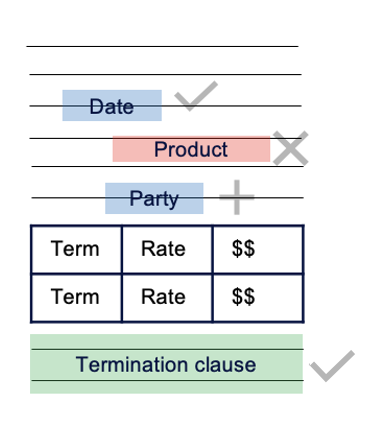 Date
Product
Party
Term Rate $$
Term Rate $$
Termination clause